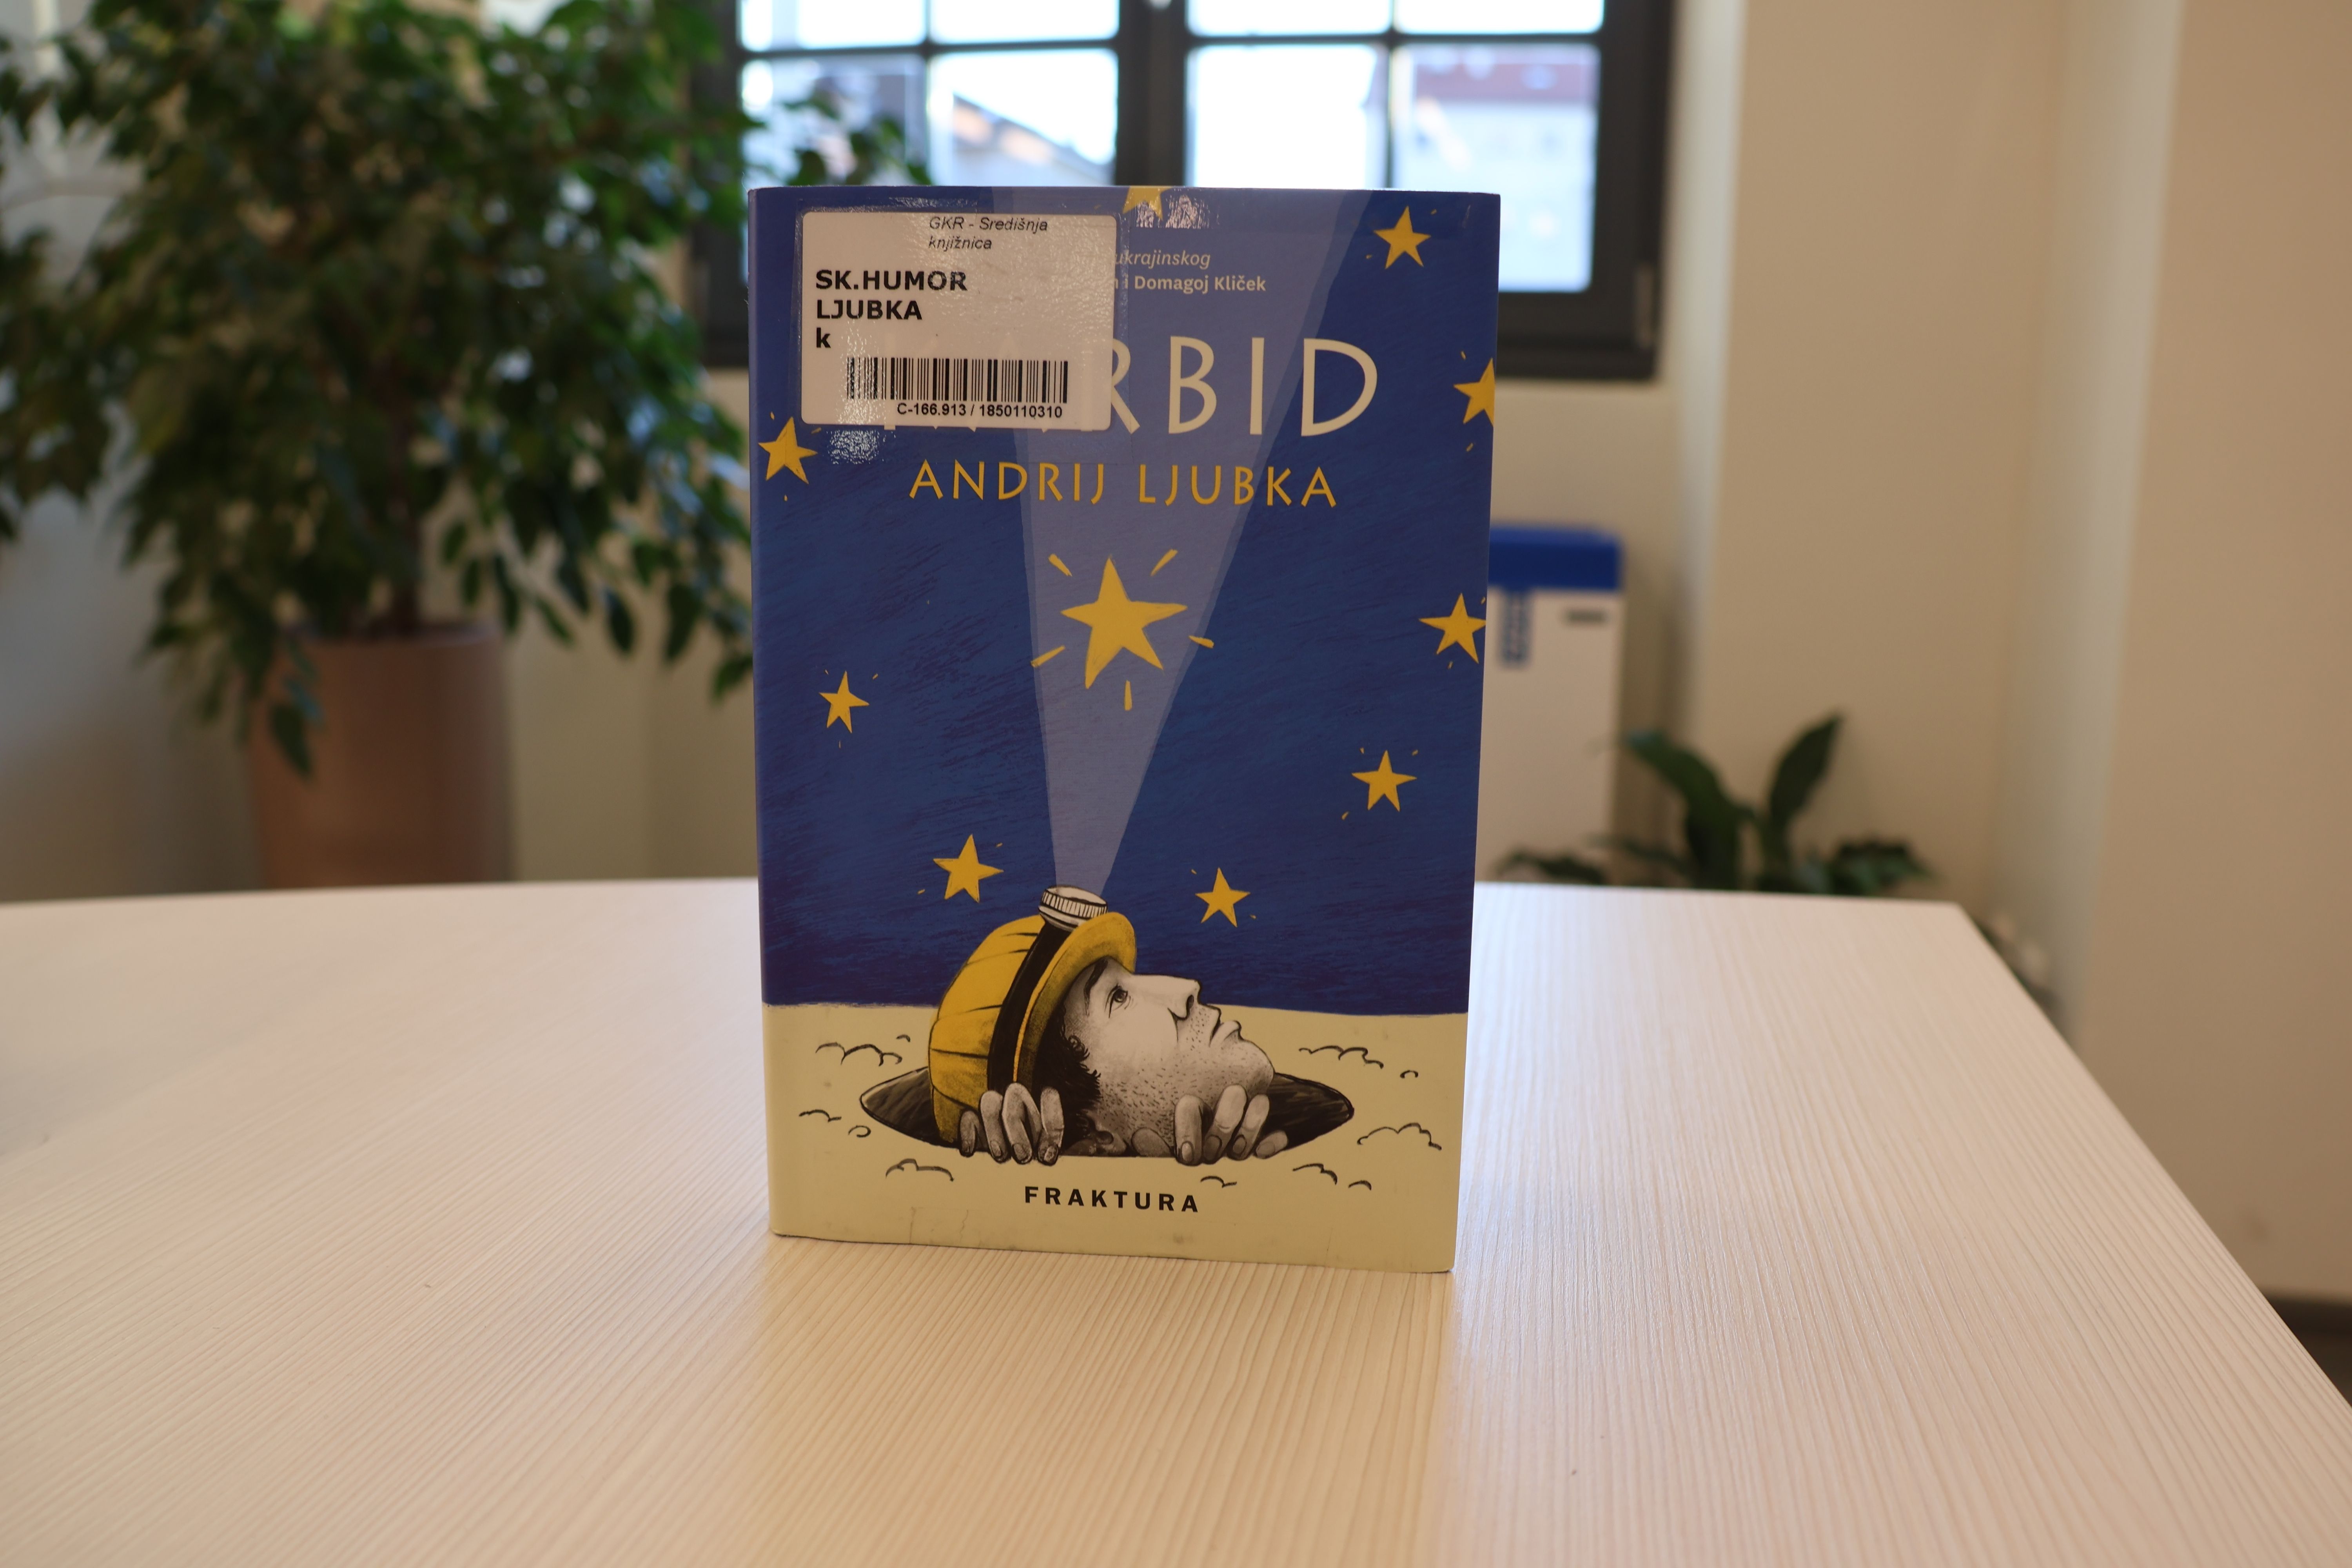 GKR - Središnja
knjižnica
SK.HUMOR
LJUBKA
k
C-166.913 / 1850110310
ukrajinskog
i Domagoj Kliček
RBID
ANDRIJ LJUBKA
FRAKTURA